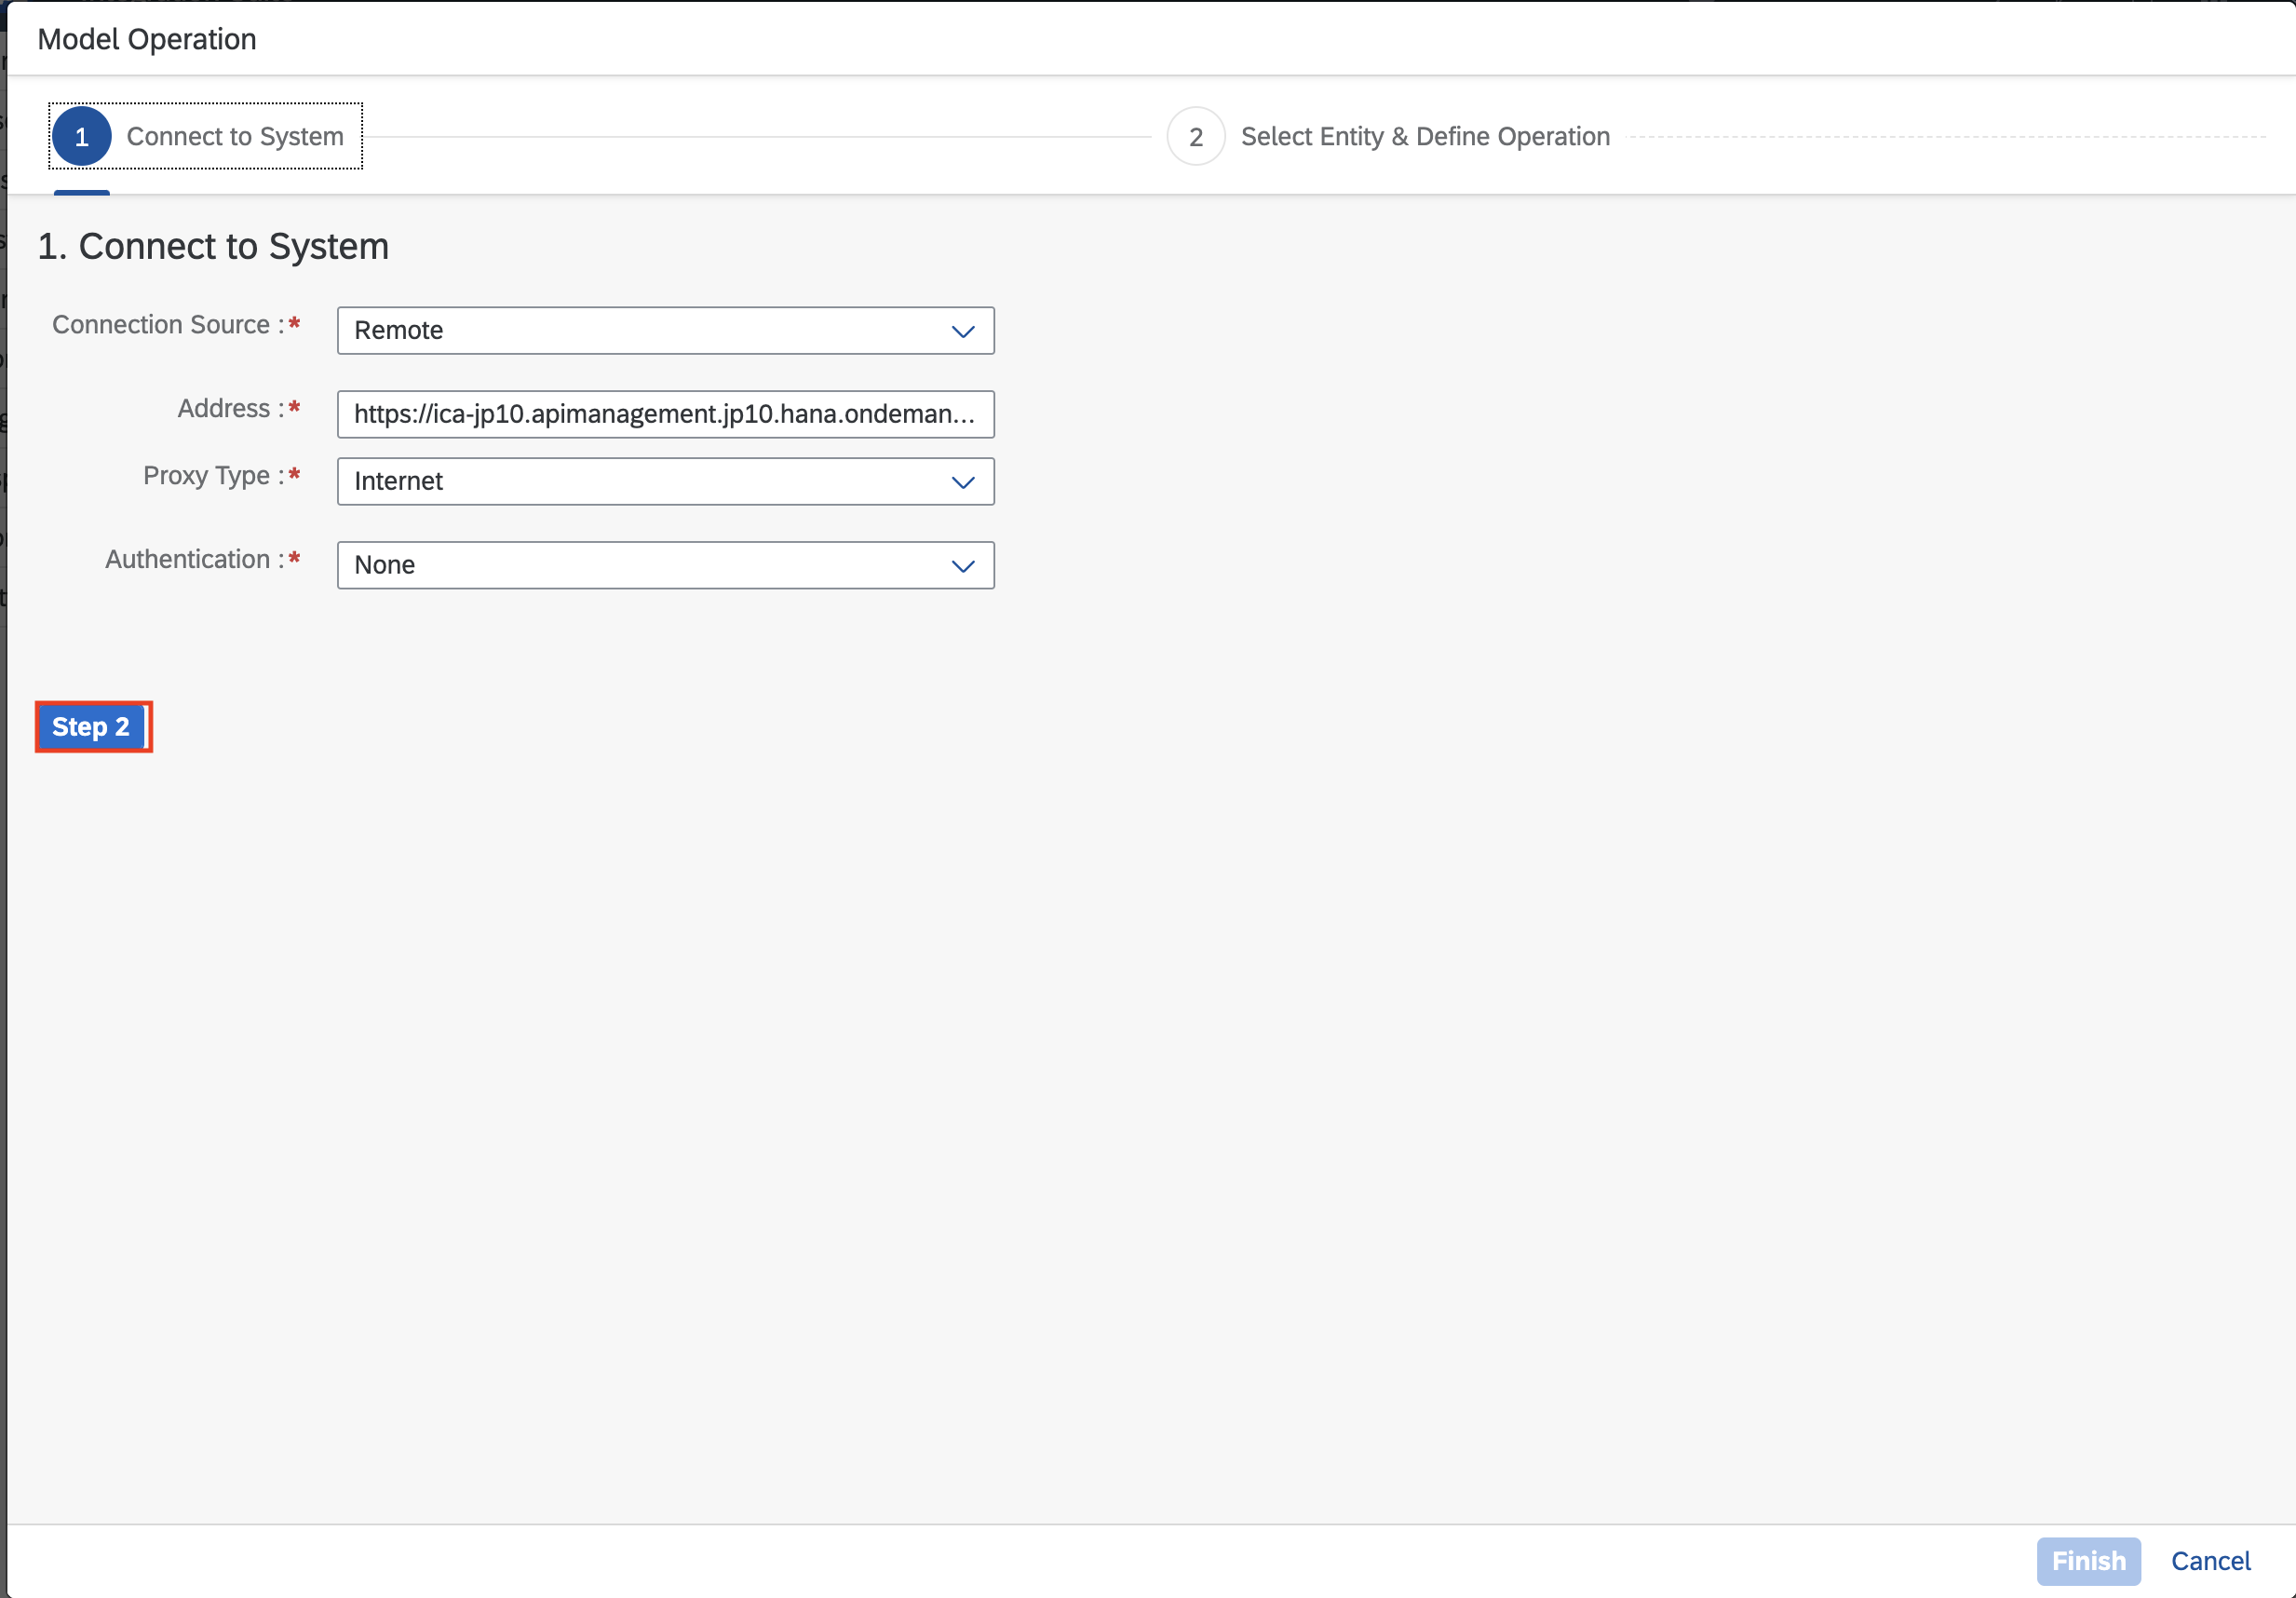 Model Operation
1 Connect to System 2 Select Entity & Define Operation
1. Connect to System
Connection Source :* Remote
Address :* https://ica-jp10.apimanagement.jp10.hana.ondeman...
Proxy Type :* Internet
Authentication :* None
Step 2
Finish Cancel